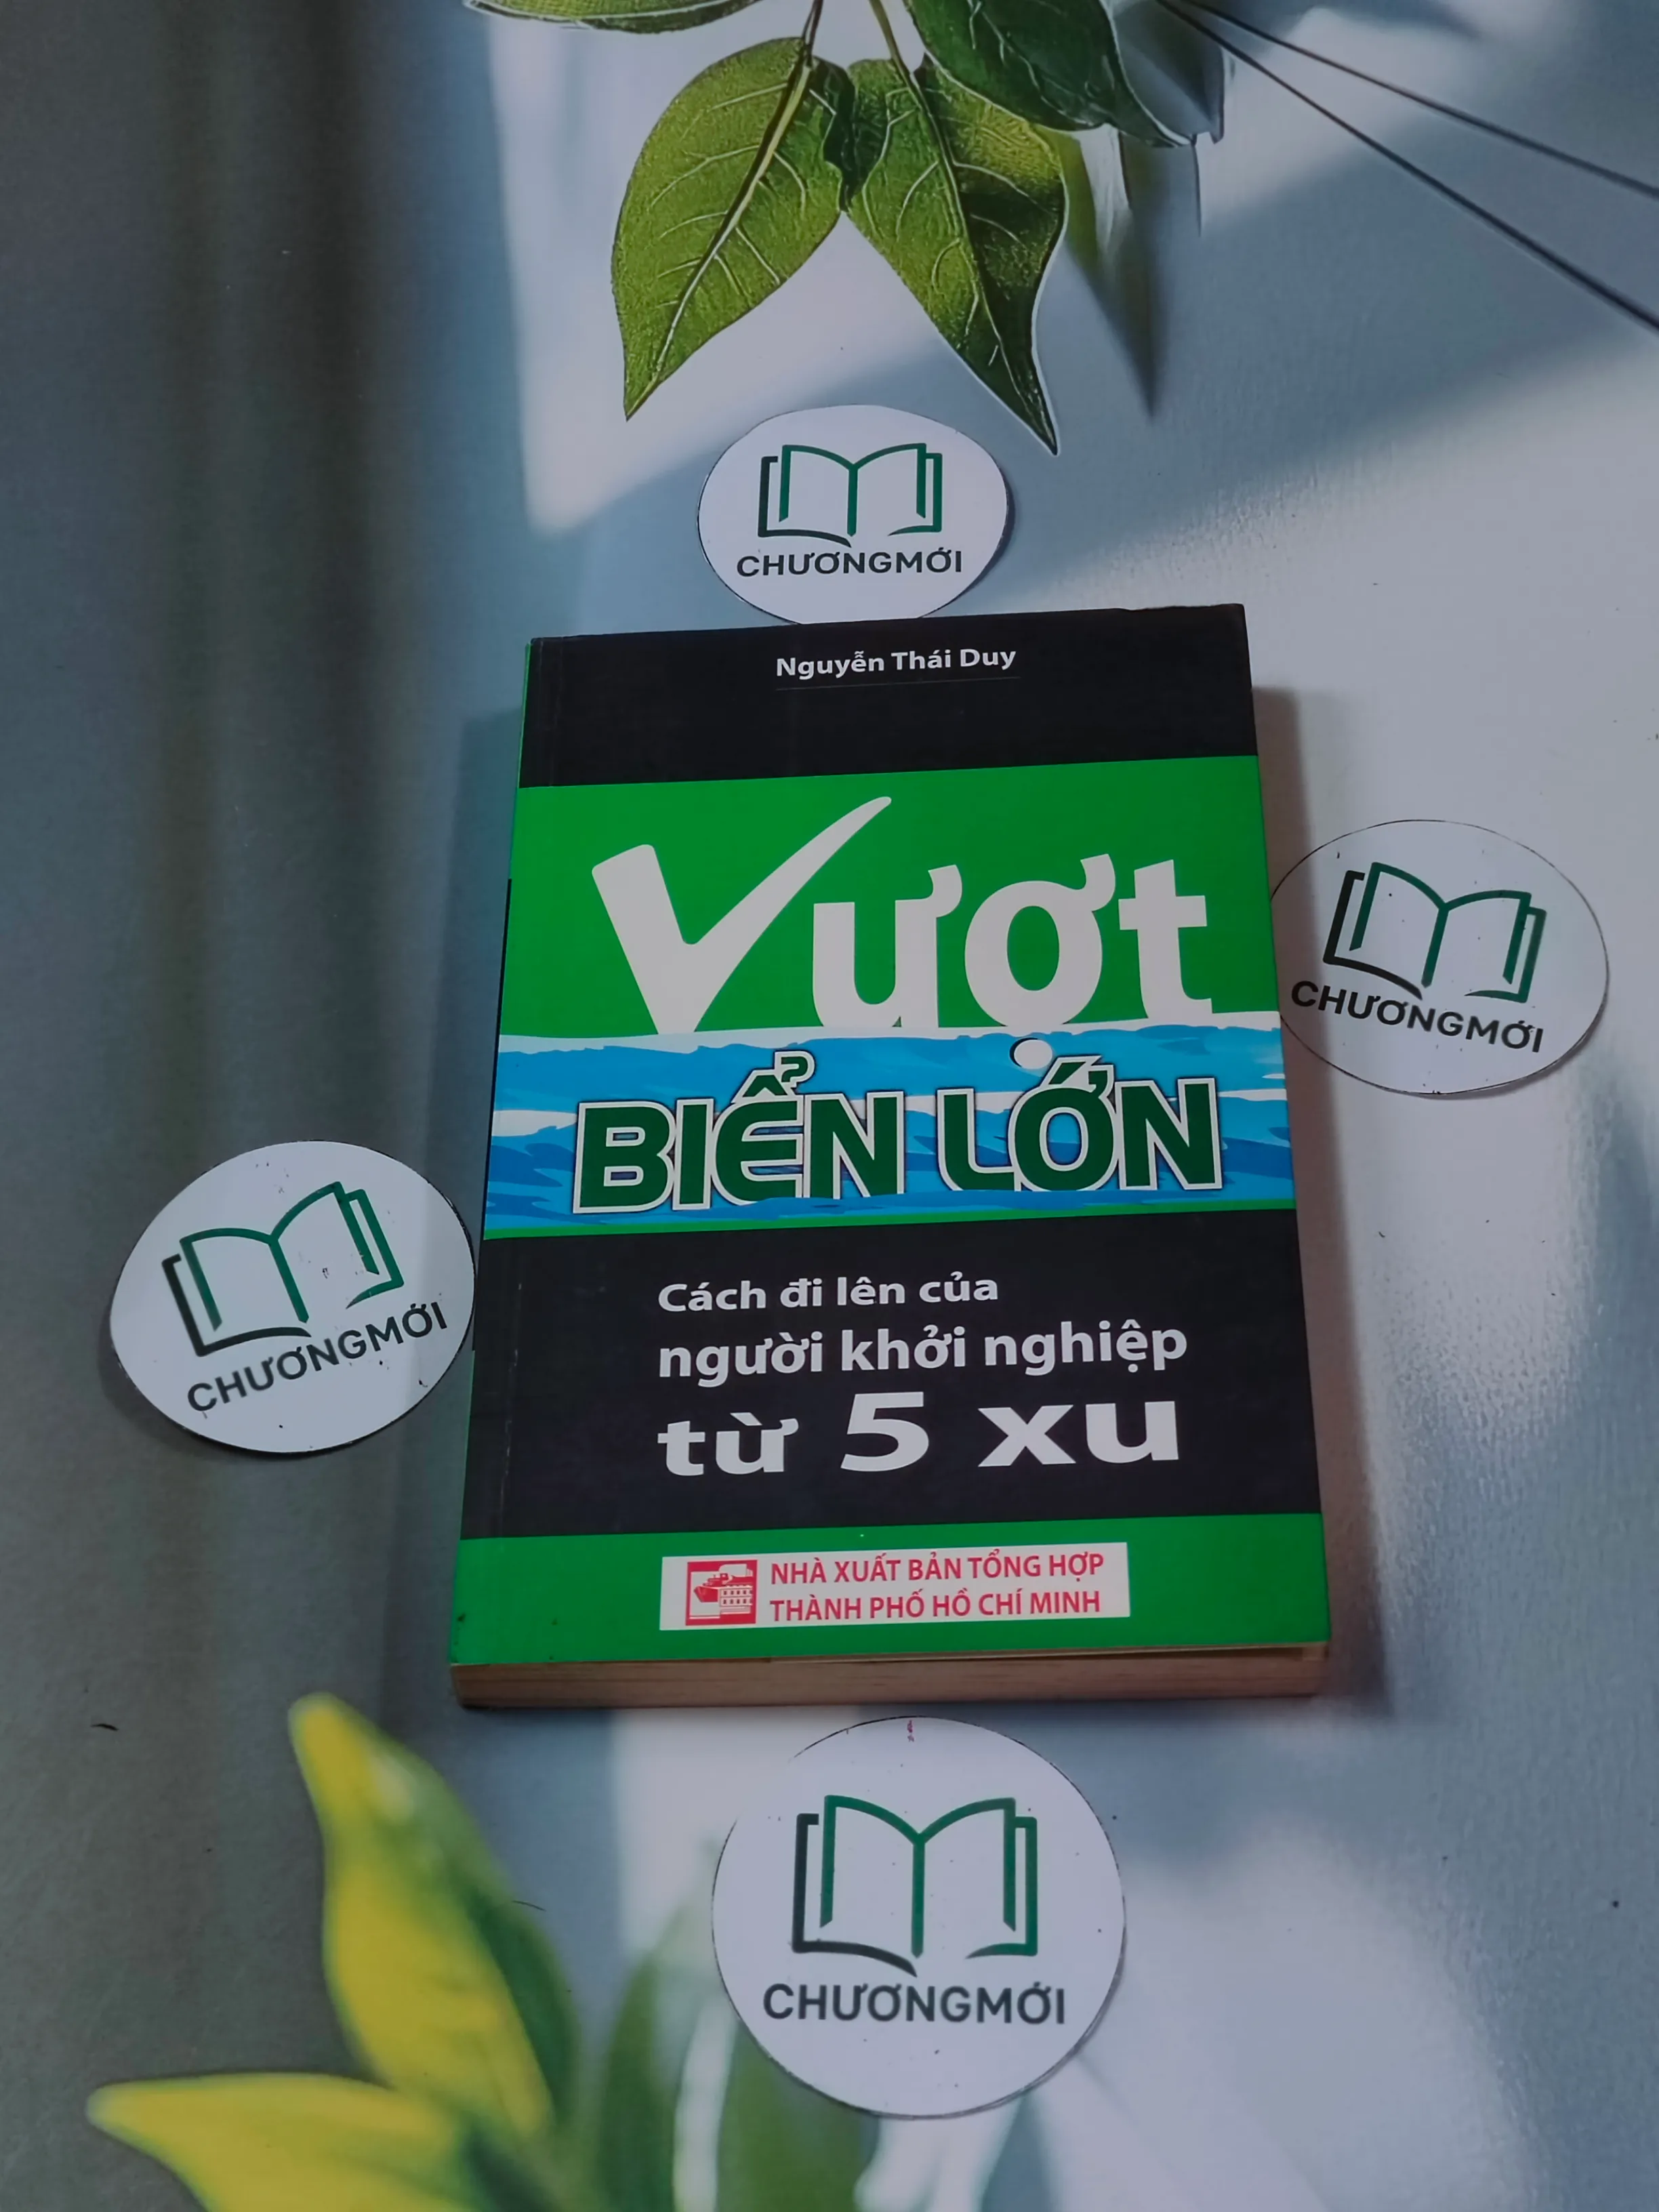 CHƯƠNGMỚI
Nguyễn Thái Duy
Vượt
BIỂN LỚN
CHƯƠNGMỚI
CHƯƠNGMỚI
Cách đi lên của
người khởi nghiệp
từ 5 xu
NHÀ XUẤT BẢN TỔNG HỢP
THÀNH PHỐ HỒ CHÍ MINH
CHƯƠNGMỚI